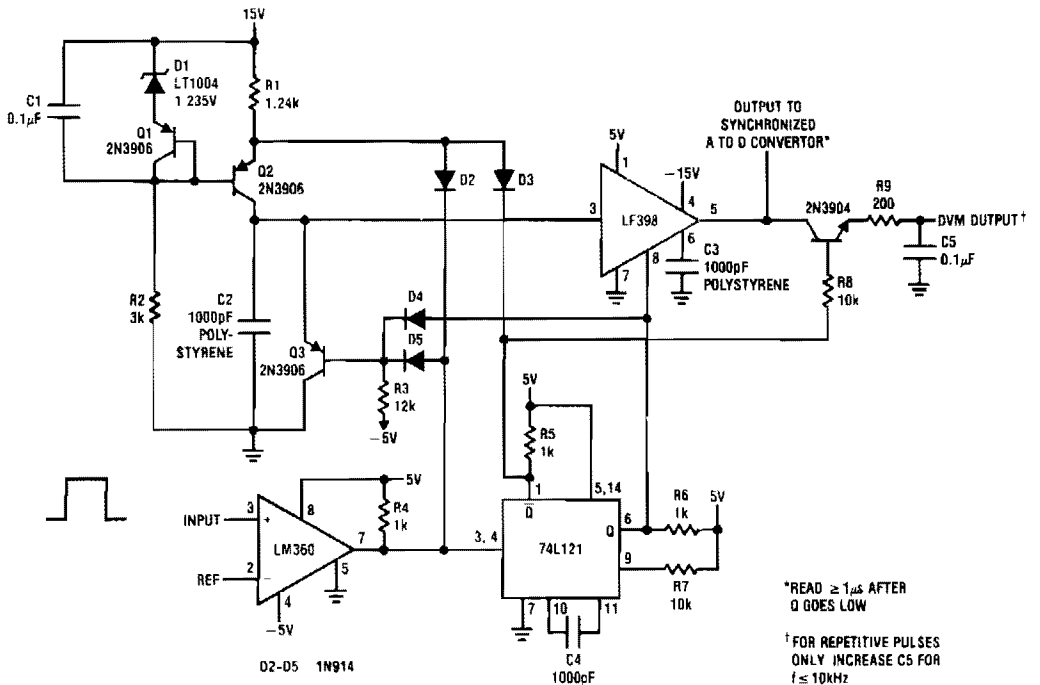 15V
D1
LT1004
1 235V
R1
1.24k
C1
0.1µF
Q1
2N3906
Q2
2N3906
D2
D3
5V
1
-15V
4
3
LF398
5
6
7
8
C3
1000pF
POLYSTYRENE
OUTPUT TO
SYNCHRONIZED
A TO D CONVERTOR*
2N3904
R9
200
DVM OUTPUT†
C5
0.1µF
R8
10k
R2
3k
C2
1000pF
POLY-
STYRENE
Q3
2N3906
D4
D5
R3
12k
-5V
5V
R5
1k
1
5,14
Q̅
Q
6
R6
1k
5V
74L121
3, 4
9
R7
10k
7
10
11
C4
1000pF
INPUT
3
+
8
5V
R4
1k
LM360
7
REF
2
−
5
4
-5V
D2-D5 1N914
*READ ≥ 1µs AFTER
Q GOES LOW
†FOR REPETITIVE PULSES
ONLY INCREASE C5 FOR
f ≤ 10kHz